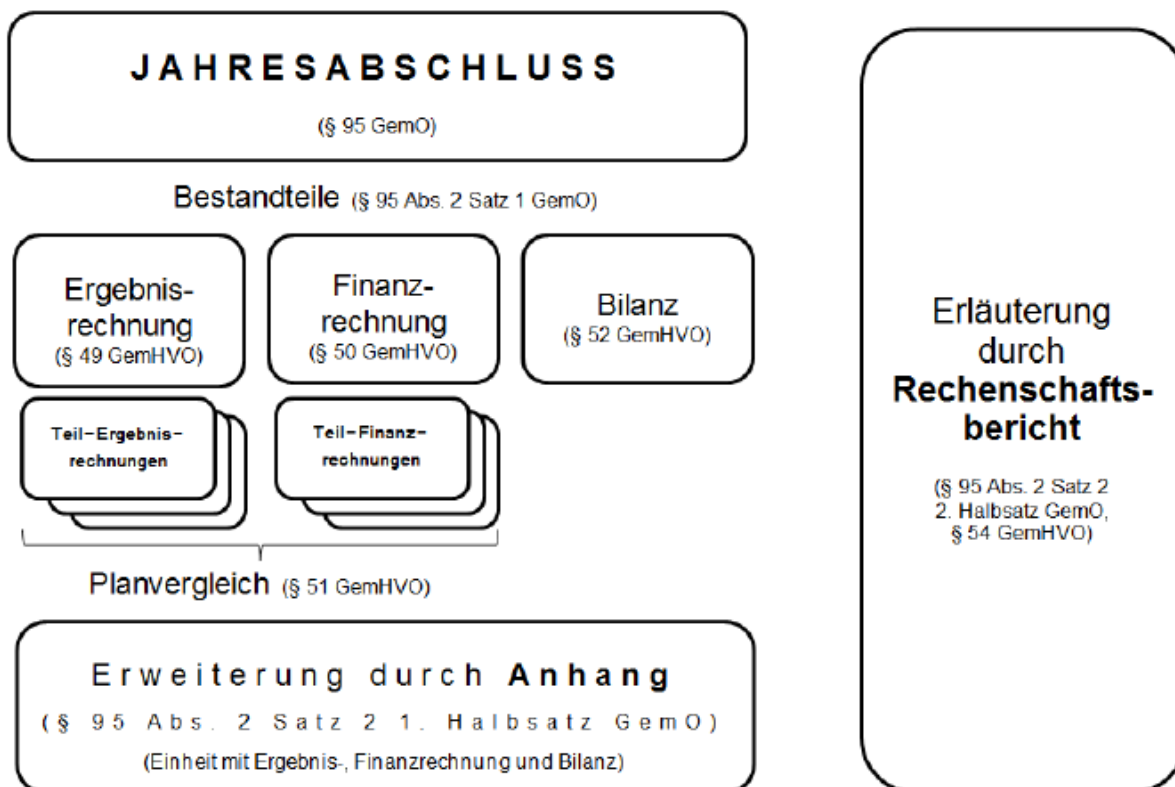 JAHRESABSCHLUSS
(§ 95 GemO)
Bestandteile (§ 95 Abs. 2 Satz 1 GemO)
Ergebnis-
rechnung
(§ 49 GemHVO)
Finanz-
rechnung
(§ 50 GemHVO)
Bilanz
(§ 52 GemHVO)
Teil-Ergebnis-
rechnungen
Teil-Finanz-
rechnungen
Planvergleich (§ 51 GemHVO)
Erweiterung durch Anhang
(§ 95 Abs. 2 Satz 2 1. Halbsatz GemO)
(Einheit mit Ergebnis-, Finanzrechnung und Bilanz)
Erläuterung
durch
Rechenschafts-
bericht
(§ 95 Abs. 2 Satz 2
2. Halbsatz GemO,
§ 54 GemHVO)